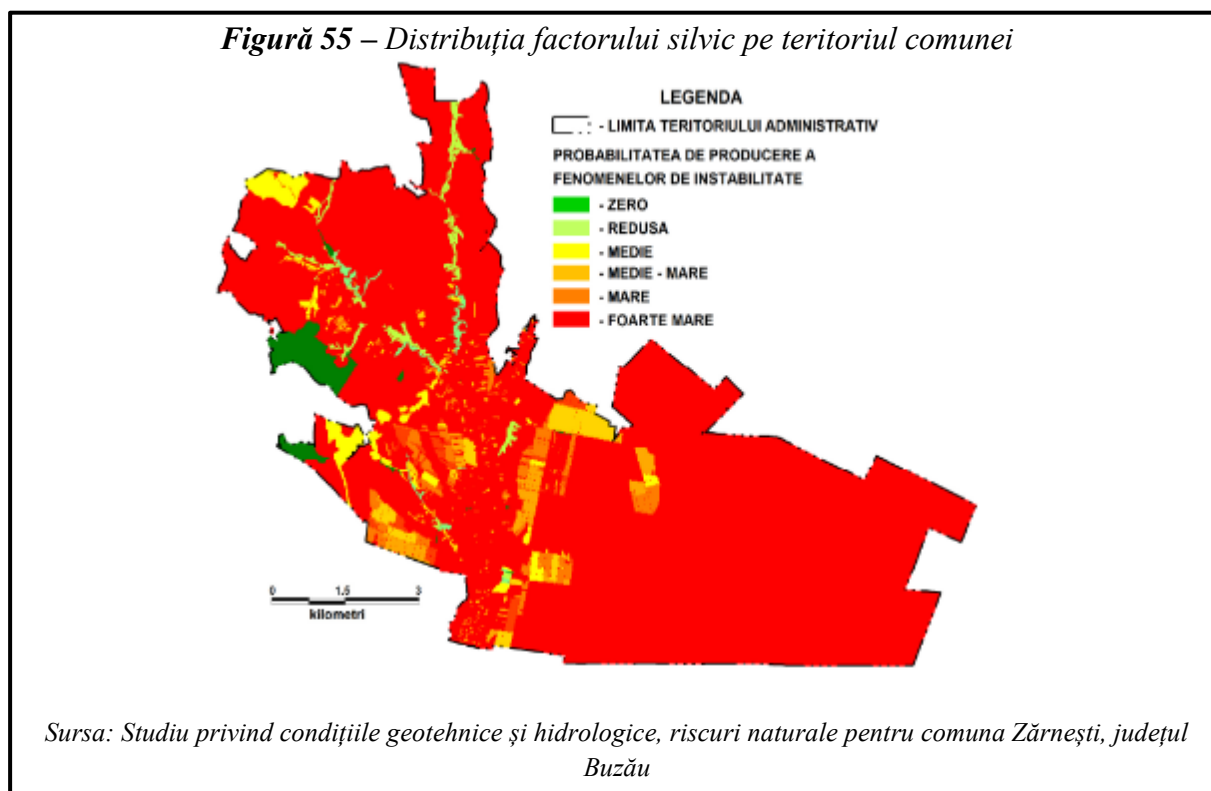 Figură 55 – Distribuția factorului silvic pe teritoriul comunei
LEGENDA
- LIMITA TERITORIULUI ADMINISTRATIV
PROBABILITATEA DE PRODUCERE A
FENOMENELOR DE INSTABILITATE
- ZERO
- REDUSA
- MEDIE
- MEDIE - MARE
- MARE
- FOARTE MARE
0 1.5 3
kilometri
Sursa: Studiu privind condițiile geotehnice și hidrologice, riscuri naturale pentru comuna Zărnești, județul
Buzău